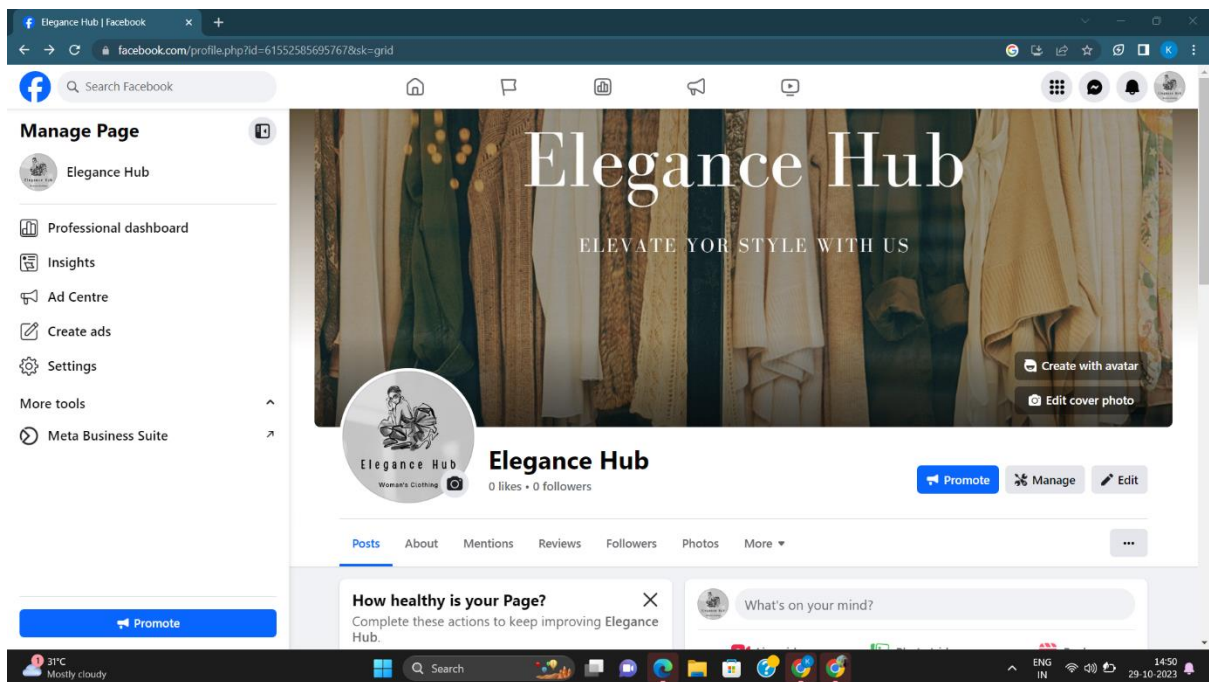 Elegance Hub | Facebook
facebook.com/profile.php?id=61552585695767&sk=grid
K
Search Facebook
Manage Page
Elegance Hub
Professional dashboard
Insights
Ad Centre
Create ads
Settings
More tools
Meta Business Suite
Promote
Elegance Hub
ELEVATE YOR STYLE WITH US
Create with avatar
Edit cover photo
Elegance Hub
Woman's Clothing
Elegance Hub
0 likes • 0 followers
Promote Manage Edit
Posts About Mentions Reviews Followers Photos More
How healthy is your Page?
Complete these actions to keep improving Elegance
Hub.
What's on your mind?
1
31°C
Mostly cloudy
Search
ENG
IN
14:50
29-10-2023